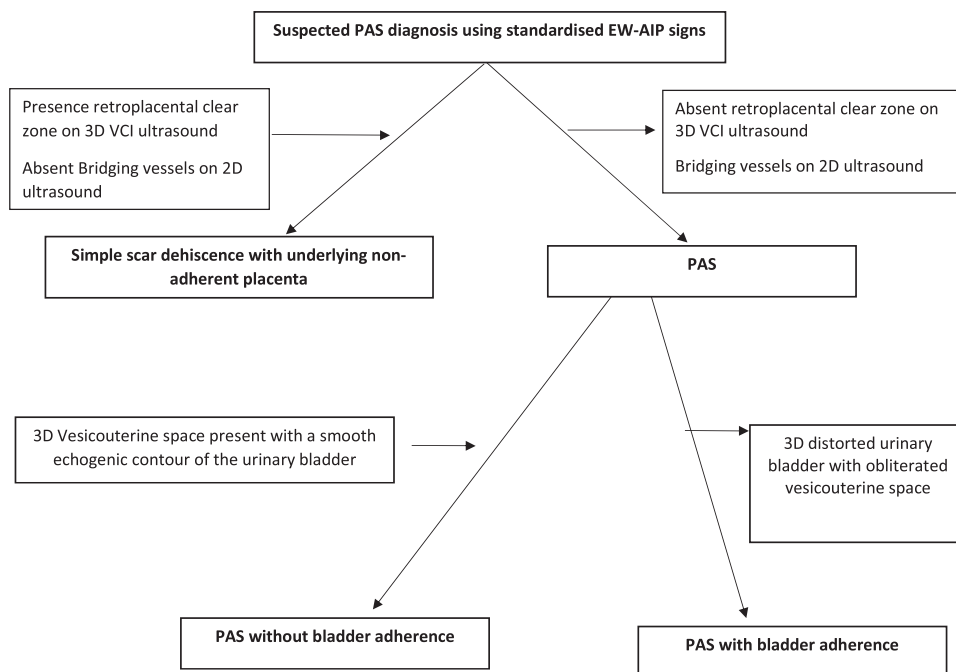 Suspected PAS diagnosis using standardised EW-AIP signs
Presence retroplacental clear
zone on 3D VCI ultrasound
Absent Bridging vessels on 2D
ultrasound
Absent retroplacental clear zone on
3D VCI ultrasound
Bridging vessels on 2D ultrasound
Simple scar dehiscence with underlying non-
adherent placenta
PAS
3D Vesicouterine space present with a smooth
echogenic contour of the urinary bladder
3D distorted urinary
bladder with obliterated
vesicouterine space
PAS without bladder adherence
PAS with bladder adherence